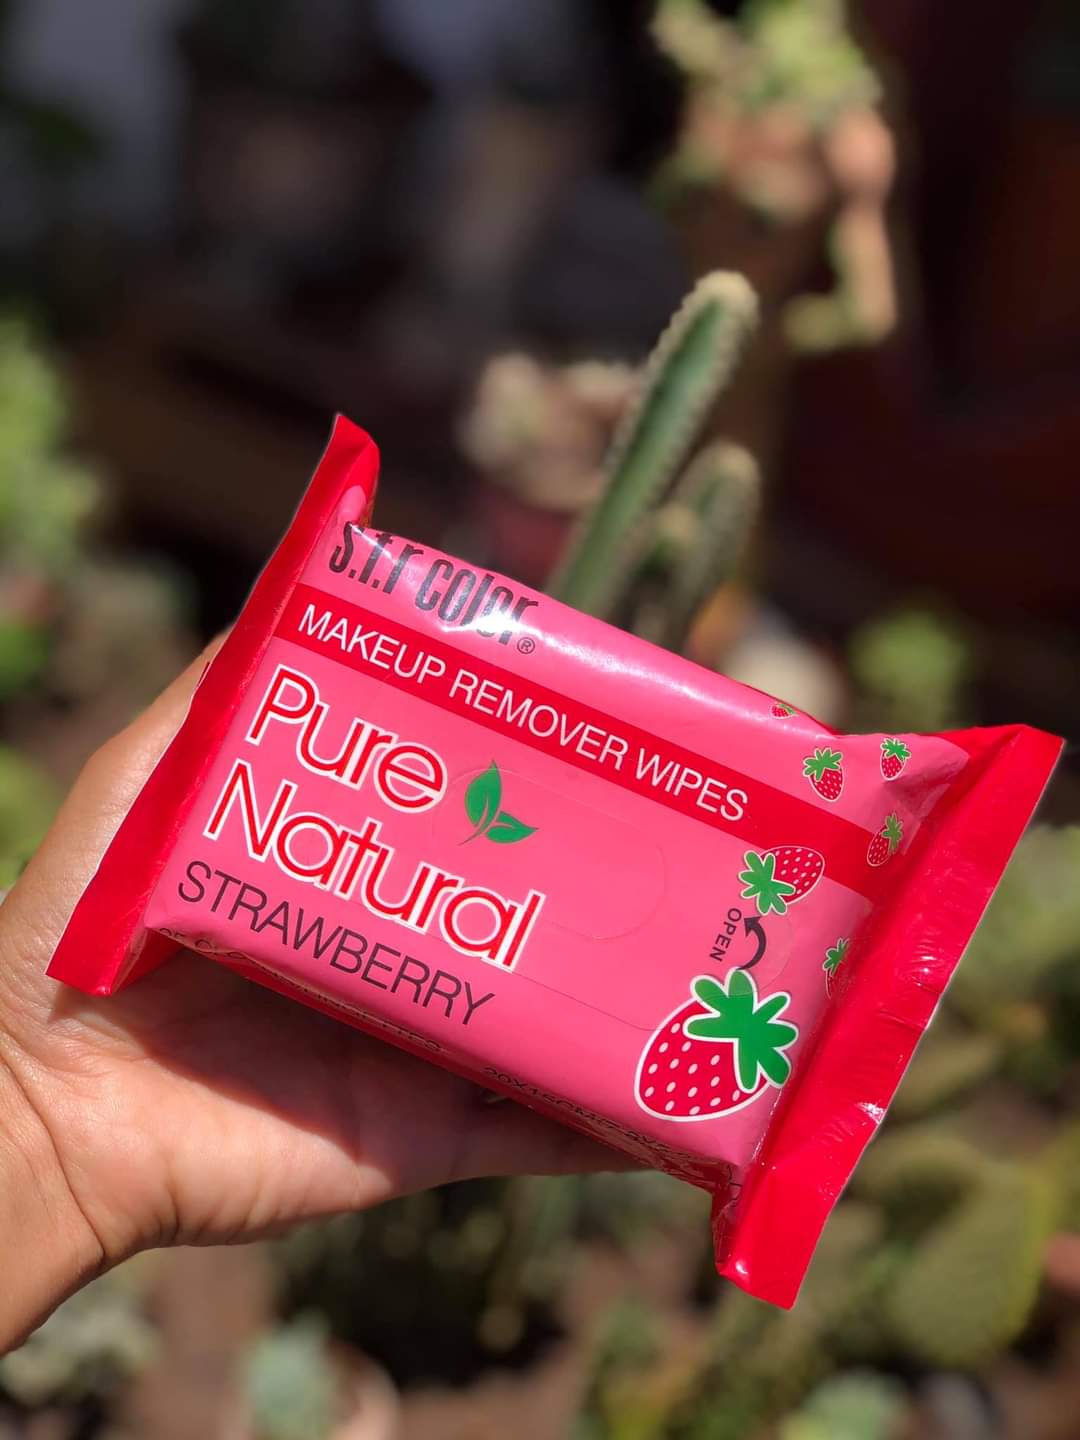 s.f.r color®
MAKEUP REMOVER WIPES
Pure
Natural
STRAWBERRY
OPEN